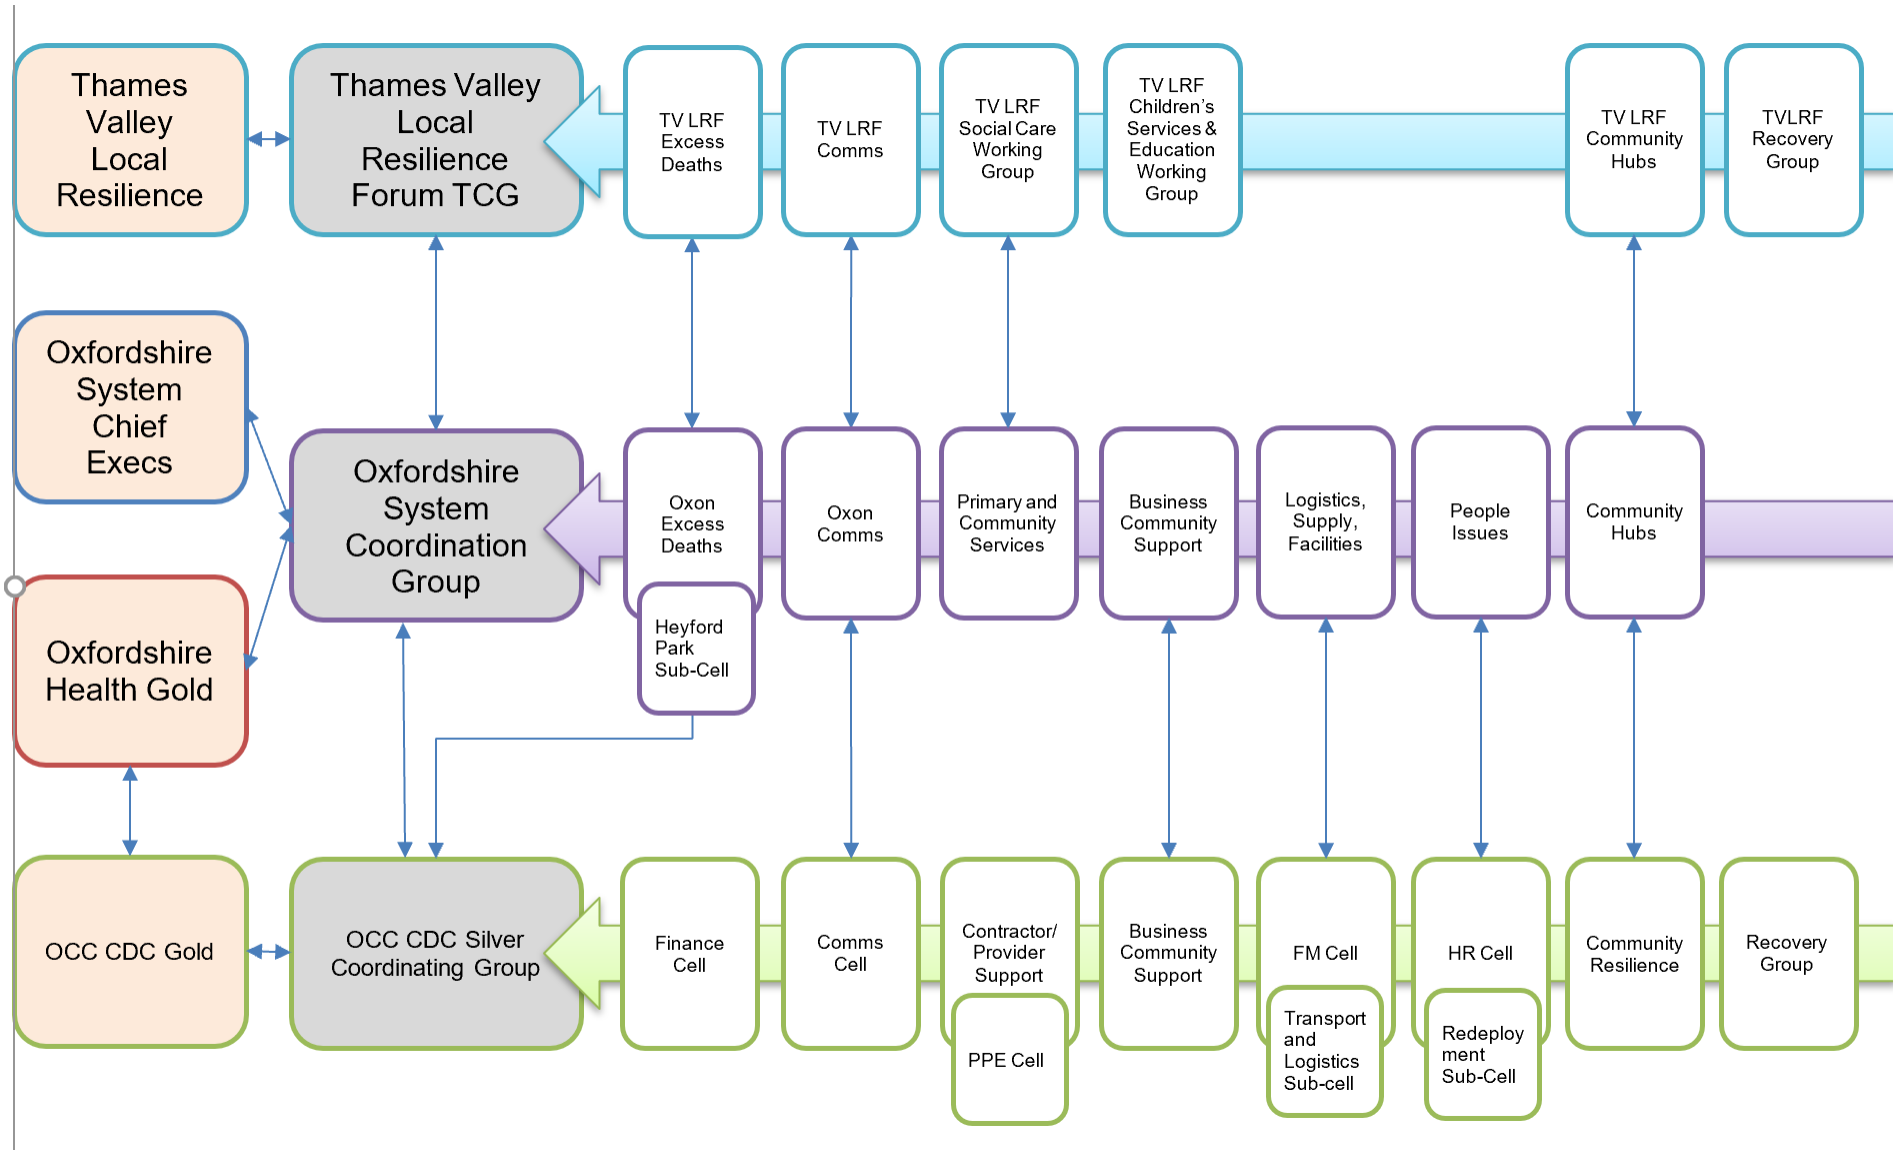 Thames
Valley
Local
Resilience
Thames Valley
Local
Resilience
Forum TCG
TV LRF
Excess
Deaths
TV LRF
Comms
TV LRF
Social Care
Working
Group
TV LRF
Children’s
Services &
Education
Working
Group
TV LRF
Community
Hubs
TVLRF
Recovery
Group
Oxfordshire
System
Chief
Execs
Oxfordshire
System
Coordination
Group
Oxon
Excess
Deaths
Heyford
Park
Sub-Cell
Oxon
Comms
Primary and
Community
Services
Business
Community
Support
Logistics,
Supply,
Facilities
People
Issues
Community
Hubs
Oxfordshire
Health Gold
OCC CDC Gold
OCC CDC Silver
Coordinating Group
Finance
Cell
Comms
Cell
Contractor/
Provider
Support
PPE Cell
Business
Community
Support
FM Cell
Transport
and
Logistics
Sub-cell
HR Cell
Redeploy
ment
Sub-Cell
Community
Resilience
Recovery
Group